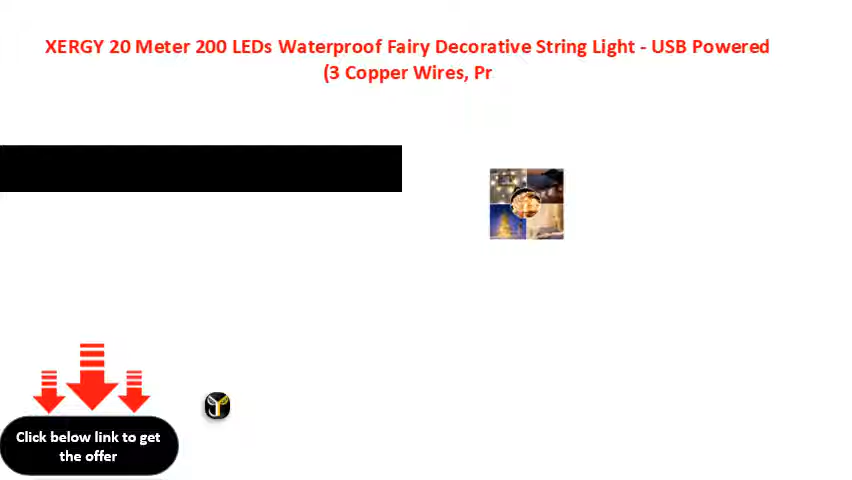 XERGY 20 Meter 200 LEDs Waterproof Fairy Decorative String Light - USB Powered
(3 Copper Wires, Pr
Click below link to get
the offer